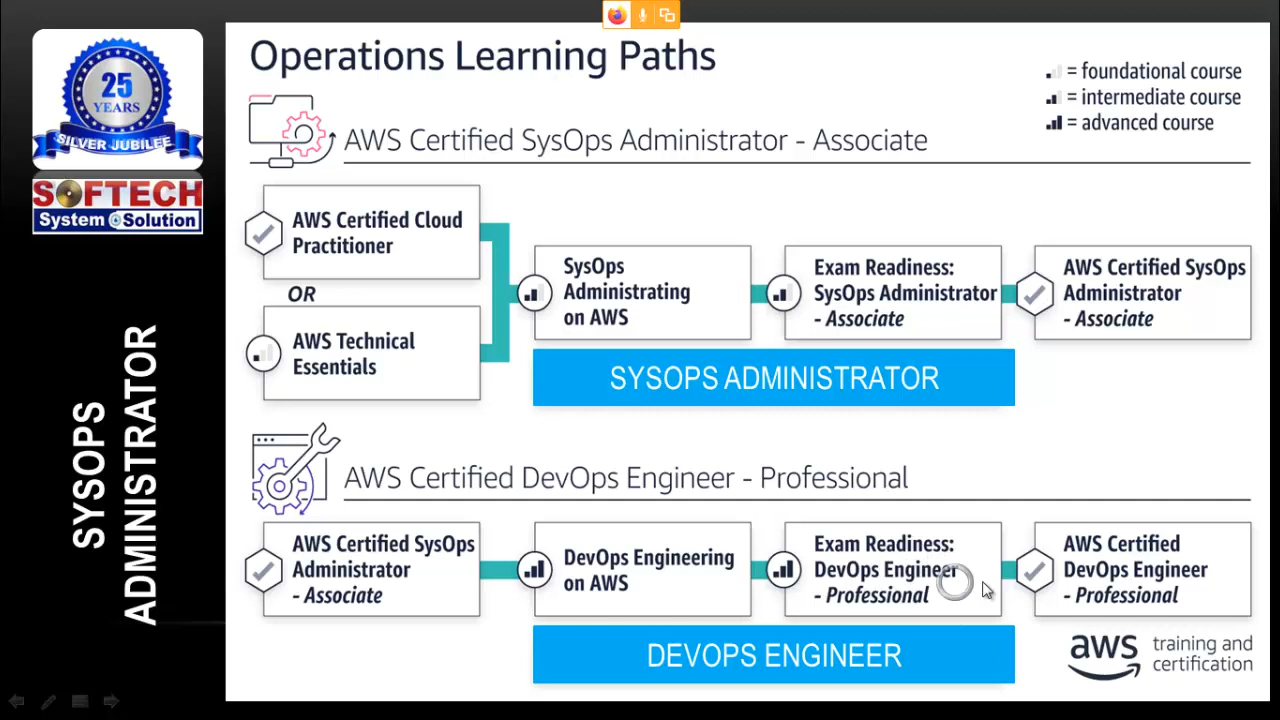 25
YEARS
SILVER JUBILEE
SOFTECH
System Solution
SYSOPS
ADMINISTRATOR
Operations Learning Paths
= foundational course
= intermediate course
= advanced course
AWS Certified SysOps Administrator - Associate
AWS Certified Cloud
Practitioner
OR
AWS Technical
Essentials
SysOps
Administrating
on AWS
Exam Readiness:
SysOps Administrator
- Associate
AWS Certified SysOps
Administrator
- Associate
SYSOPS ADMINISTRATOR
AWS Certified DevOps Engineer - Professional
AWS Certified SysOps
Administrator
- Associate
DevOps Engineering
on AWS
Exam Readiness:
DevOps Engineer
- Professional
AWS Certified
DevOps Engineer
- Professional
DEVOPS ENGINEER
aws training and
certification